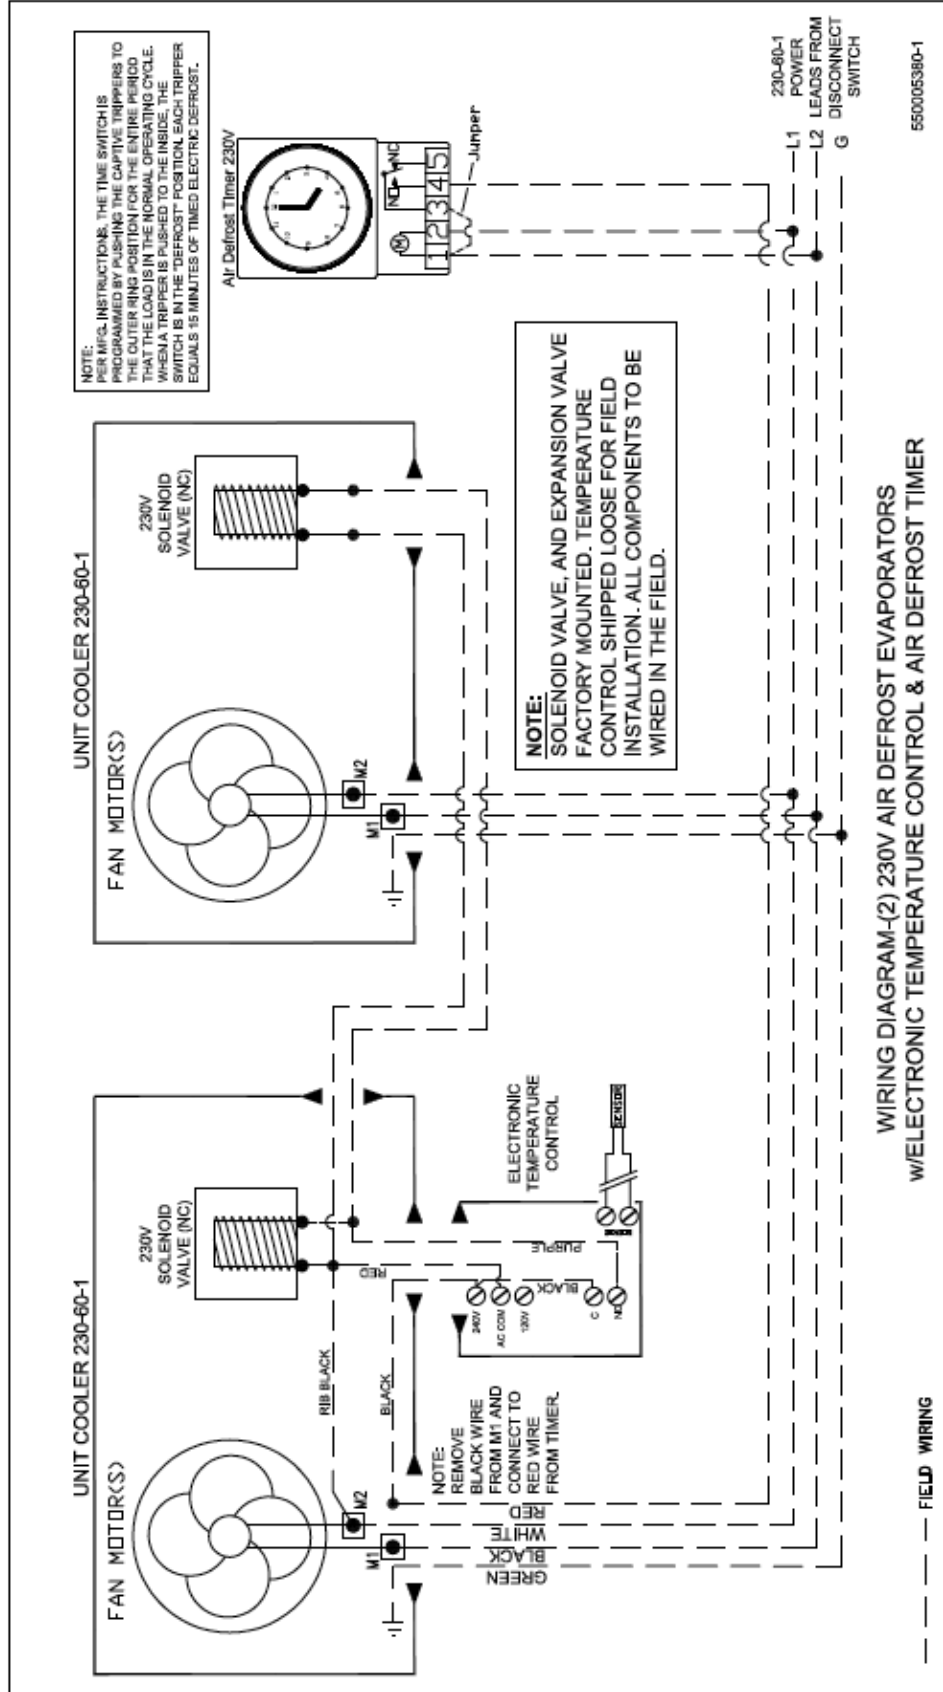 UNIT COOLER 230-60-1
FAN MOTOR(S)
230V
SOLENOID
VALVE (NC)
RIB BLACK
BLACK
RED
M2
M1
NOTE:
REMOVE
BLACK WIRE
FROM M1 AND
CONNECT TO
RED WIRE
FROM TIMER.
RED
WHITE
BLACK
GREEN
240V
AC COM
120V
BLACK
C
NO
PURPLE
SENSOR
ELECTRONIC
TEMPERATURE
CONTROL
UNIT COOLER 230-60-1
FAN MOTOR(S)
230V
SOLENOID
VALVE (NC)
M2
M1
NOTE:
SOLENOID VALVE, AND EXPANSION VALVE
FACTORY MOUNTED. TEMPERATURE
CONTROL SHIPPED LOOSE FOR FIELD
INSTALLATION- ALL COMPONENTS TO BE
WIRED IN THE FIELD.
NOTE:
PER MFG. INSTRUCTIONS, THE TIME SWITCH IS
PROGRAMMED BY PUSHING THE CAPTIVE TRIPPERS TO
THE OUTER RING POSITION FOR THE ENTIRE PERIOD
THAT THE LOAD IS IN THE NORMAL OPERATING CYCLE.
WHEN A TRIPPER IS PUSHED TO THE INSIDE, THE
SWITCH IS IN THE "DEFROST" POSITION. EACH TRIPPER
EQUALS 15 MINUTES OF TIMED ELECTRIC DEFROST.
Air Defrost Timer 230V
M
NO
NC
1 2 3 4 5
Jumper
230-60-1
POWER
LEADS FROM
DISCONNECT
SWITCH
L1
L2
G
WIRING DIAGRAM-(2) 230V AIR DEFROST EVAPORATORS
W/ELECTRONIC TEMPERATURE CONTROL & AIR DEFROST TIMER
FIELD WIRING
550005380-1